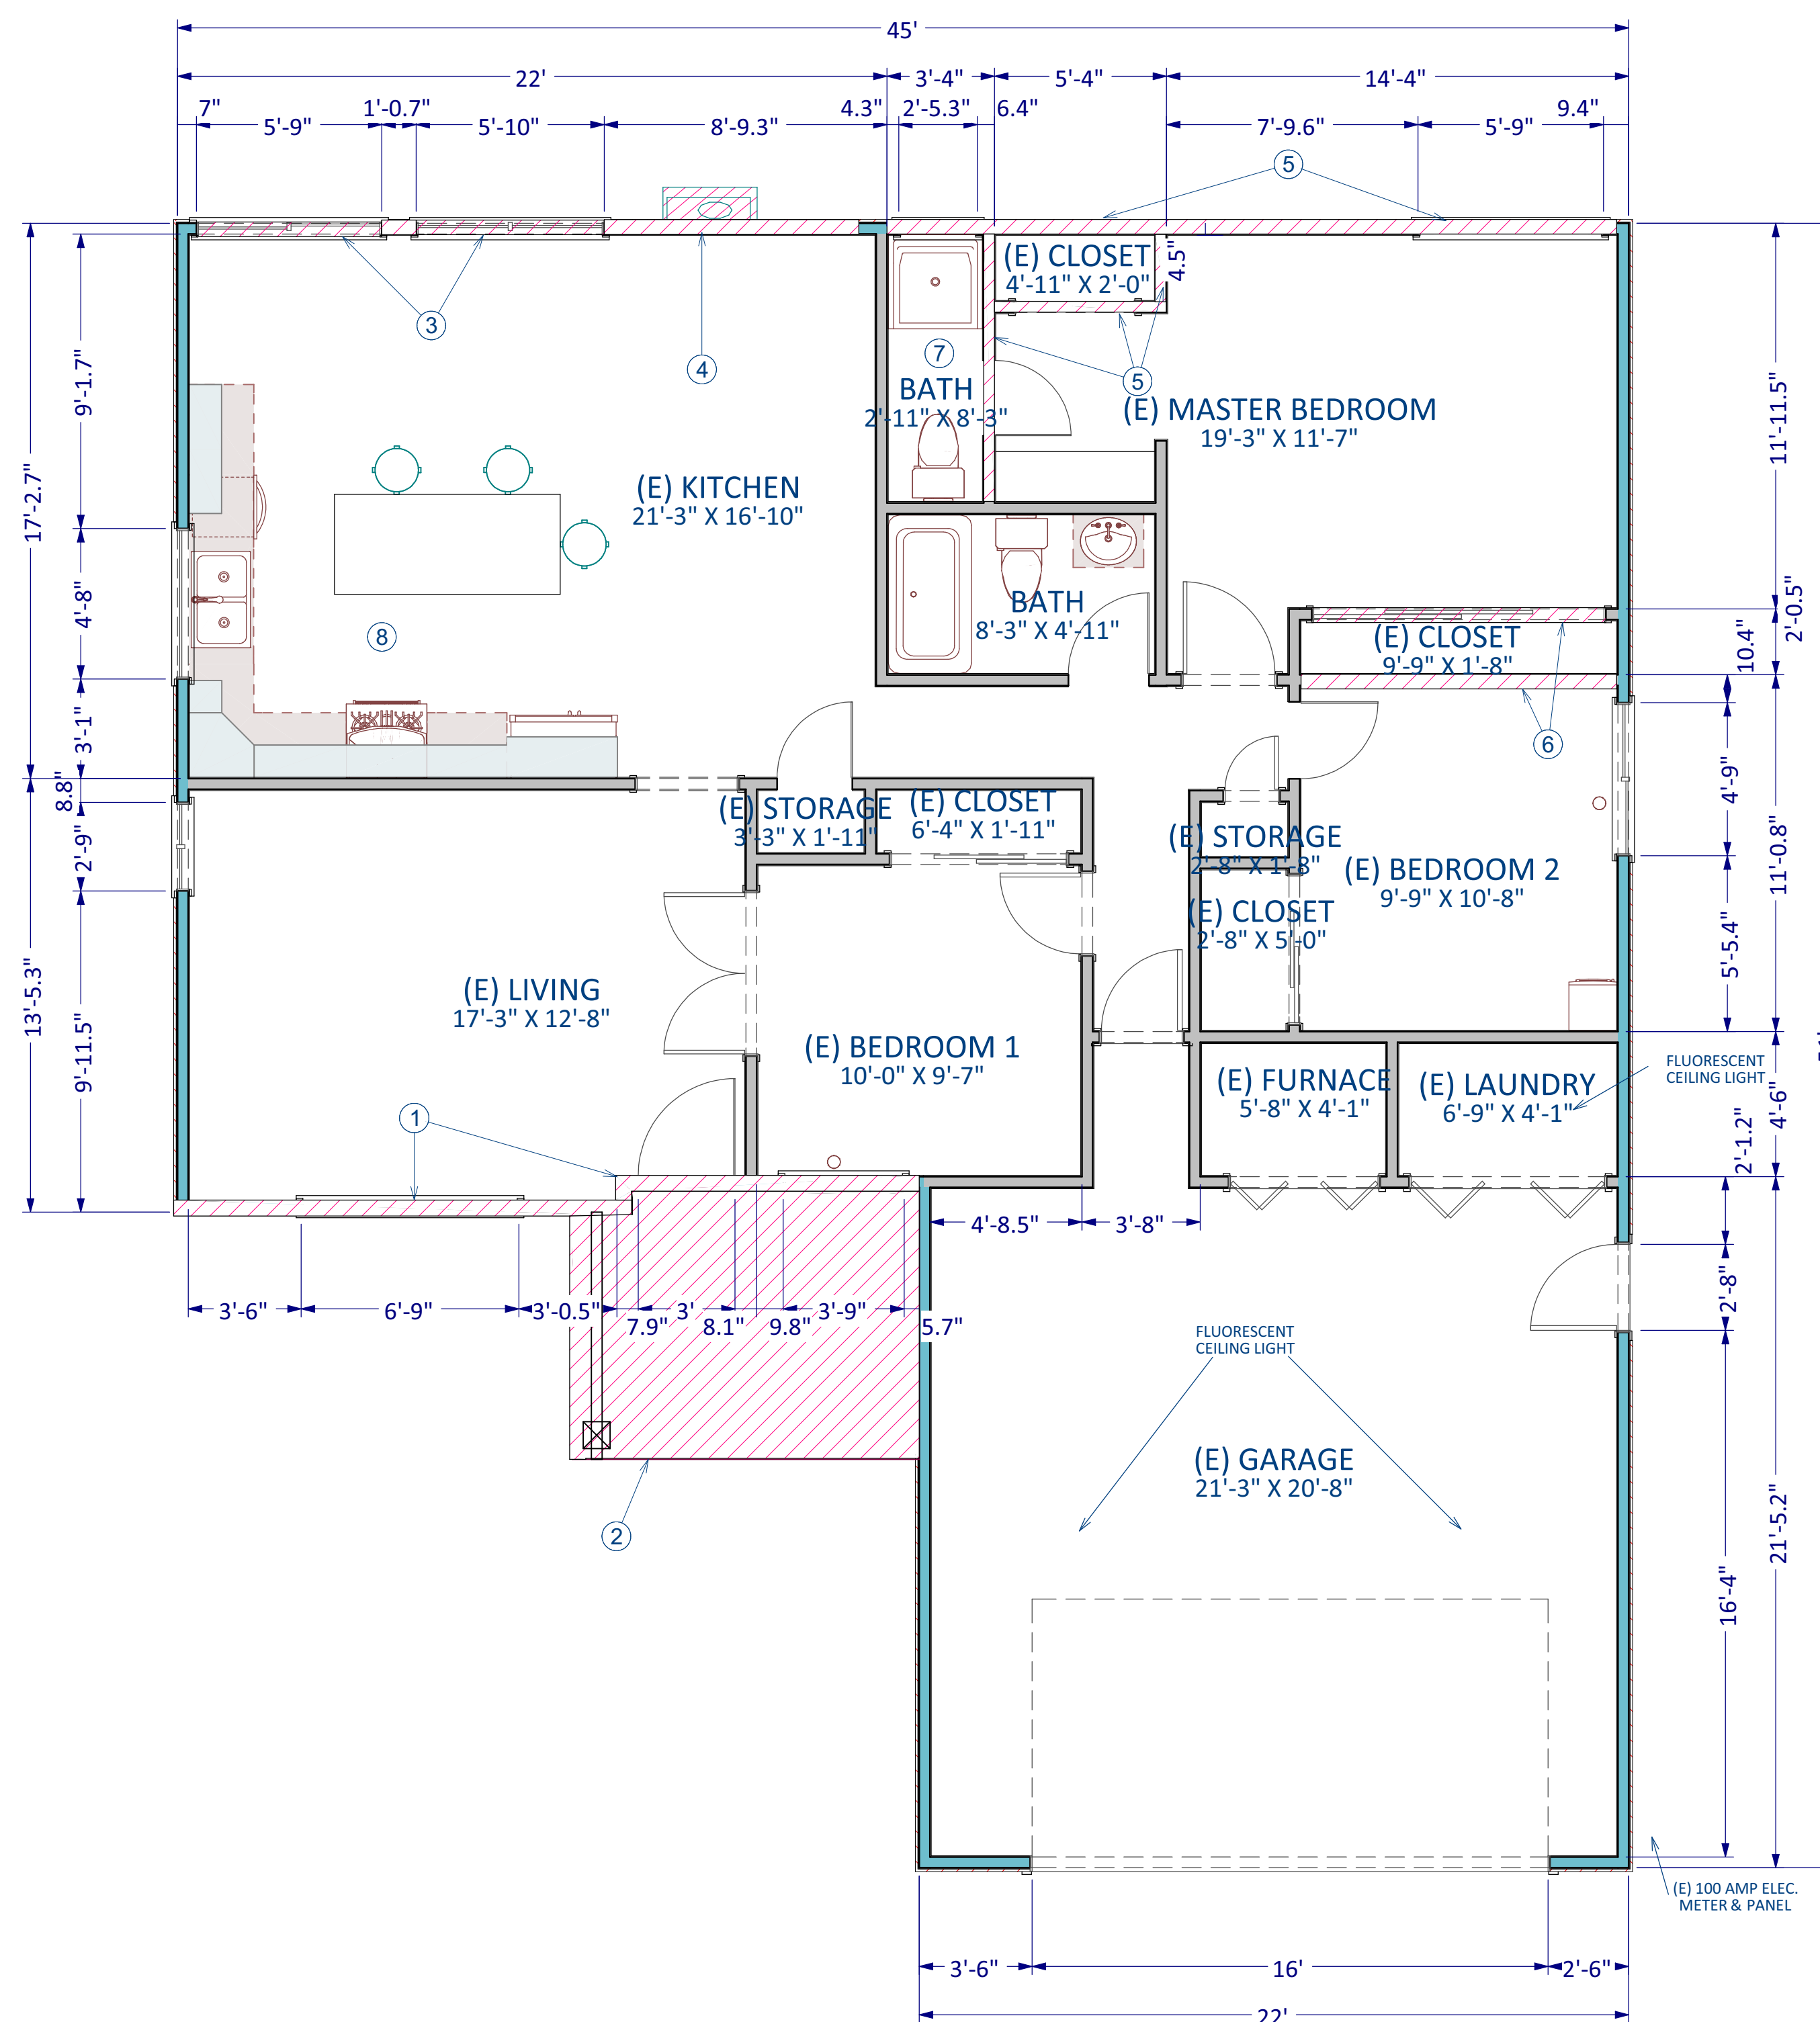 45'
22'
3'-4"
5'-4"
14'-4"
7"
1'-0.7"
4.3"
2'-5.3"
6.4"
9.4"
5'-9"
5'-10"
8'-9.3"
7'-9.6"
5'-9"
5
(E) CLOSET
4'-11" X 2'-0"
4.5"
3
4
7
5
BATH
2'-11" X 8'-3"
(E) MASTER BEDROOM
19'-3" X 11'-7"
9'-1.7"
17'-2.7"
11'-11.5"
(E) KITCHEN
21'-3" X 16'-10"
4'-8"
8
BATH
8'-3" X 4'-11"
(E) CLOSET
9'-9" X 1'-8"
10.4"
2'-0.5"
3'-1"
6
8.8"
(E) STORAGE
3'-3" X 1'-11"
(E) CLOSET
6'-4" X 1'-11"
(E) STORAGE
2'-8" X 1'-8"
4'-9"
11'-0.8"
2'-9"
(E) BEDROOM 2
9'-9" X 10'-8"
(E) CLOSET
2'-8" X 5'-0"
5'-5.4"
13'-5.3"
9'-11.5"
(E) LIVING
17'-3" X 12'-8"
(E) BEDROOM 1
10'-0" X 9'-7"
(E) FURNACE
5'-8" X 4'-1"
(E) LAUNDRY
6'-9" X 4'-1"
FLUORESCENT
CEILING LIGHT
4'-6"
2'-1.2"
1
4'-8.5"
3'-8"
3'-6"
6'-9"
3'-0.5"
7.9"
3'
8.1"
9.8"
3'-9"
5.7"
2'-8"
FLUORESCENT
CEILING LIGHT
(E) GARAGE
21'-3" X 20'-8"
2
16'-4"
21'-5.2"
(E) 100 AMP ELEC.
METER & PANEL
3'-6"
16'
2'-6"
22'